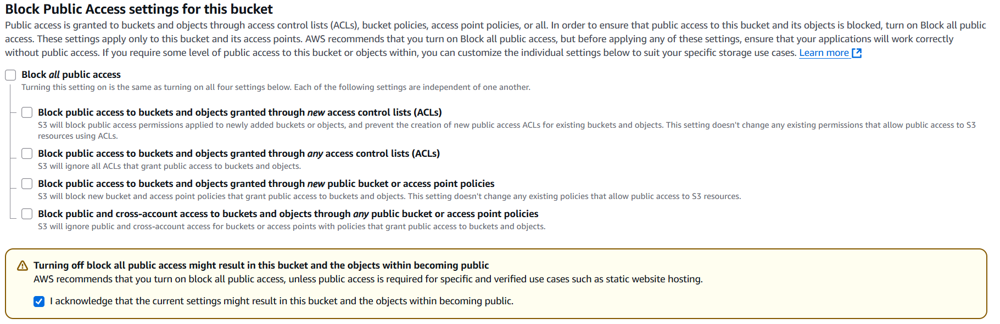 Block Public Access settings for this bucket
Public access is granted to buckets and objects through access control lists (ACLs), bucket policies, access point policies, or all. In order to ensure that public access to this bucket and its objects is blocked, turn on Block all public
access. These settings apply only to this bucket and its access points. AWS recommends that you turn on Block all public access, but before applying any of these settings, ensure that your applications will work correctly
without public access. If you require some level of public access to this bucket or objects within, you can customize the individual settings below to suit your specific storage use cases. Learn more
Block all public access
Turning this setting on is the same as turning on all four settings below. Each of the following settings are independent of one another.
Block public access to buckets and objects granted through new access control lists (ACLs)
S3 will block public access permissions applied to newly added buckets or objects, and prevent the creation of new public access ACLs for existing buckets and objects. This setting doesn't change any existing permissions that allow public access to S3
resources using ACLs.
Block public access to buckets and objects granted through any access control lists (ACLs)
S3 will ignore all ACLs that grant public access to buckets and objects.
Block public access to buckets and objects granted through new public bucket or access point policies
S3 will block new bucket and access point policies that grant public access to buckets and objects. This setting doesn't change any existing policies that allow public access to S3 resources.
Block public and cross-account access to buckets and objects through any public bucket or access point policies
S3 will ignore public and cross-account access for buckets or access points with policies that grant public access to buckets and objects.
Turning off block all public access might result in this bucket and the objects within becoming public
AWS recommends that you turn on block all public access, unless public access is required for specific and verified use cases such as static website hosting.
I acknowledge that the current settings might result in this bucket and the objects within becoming public.